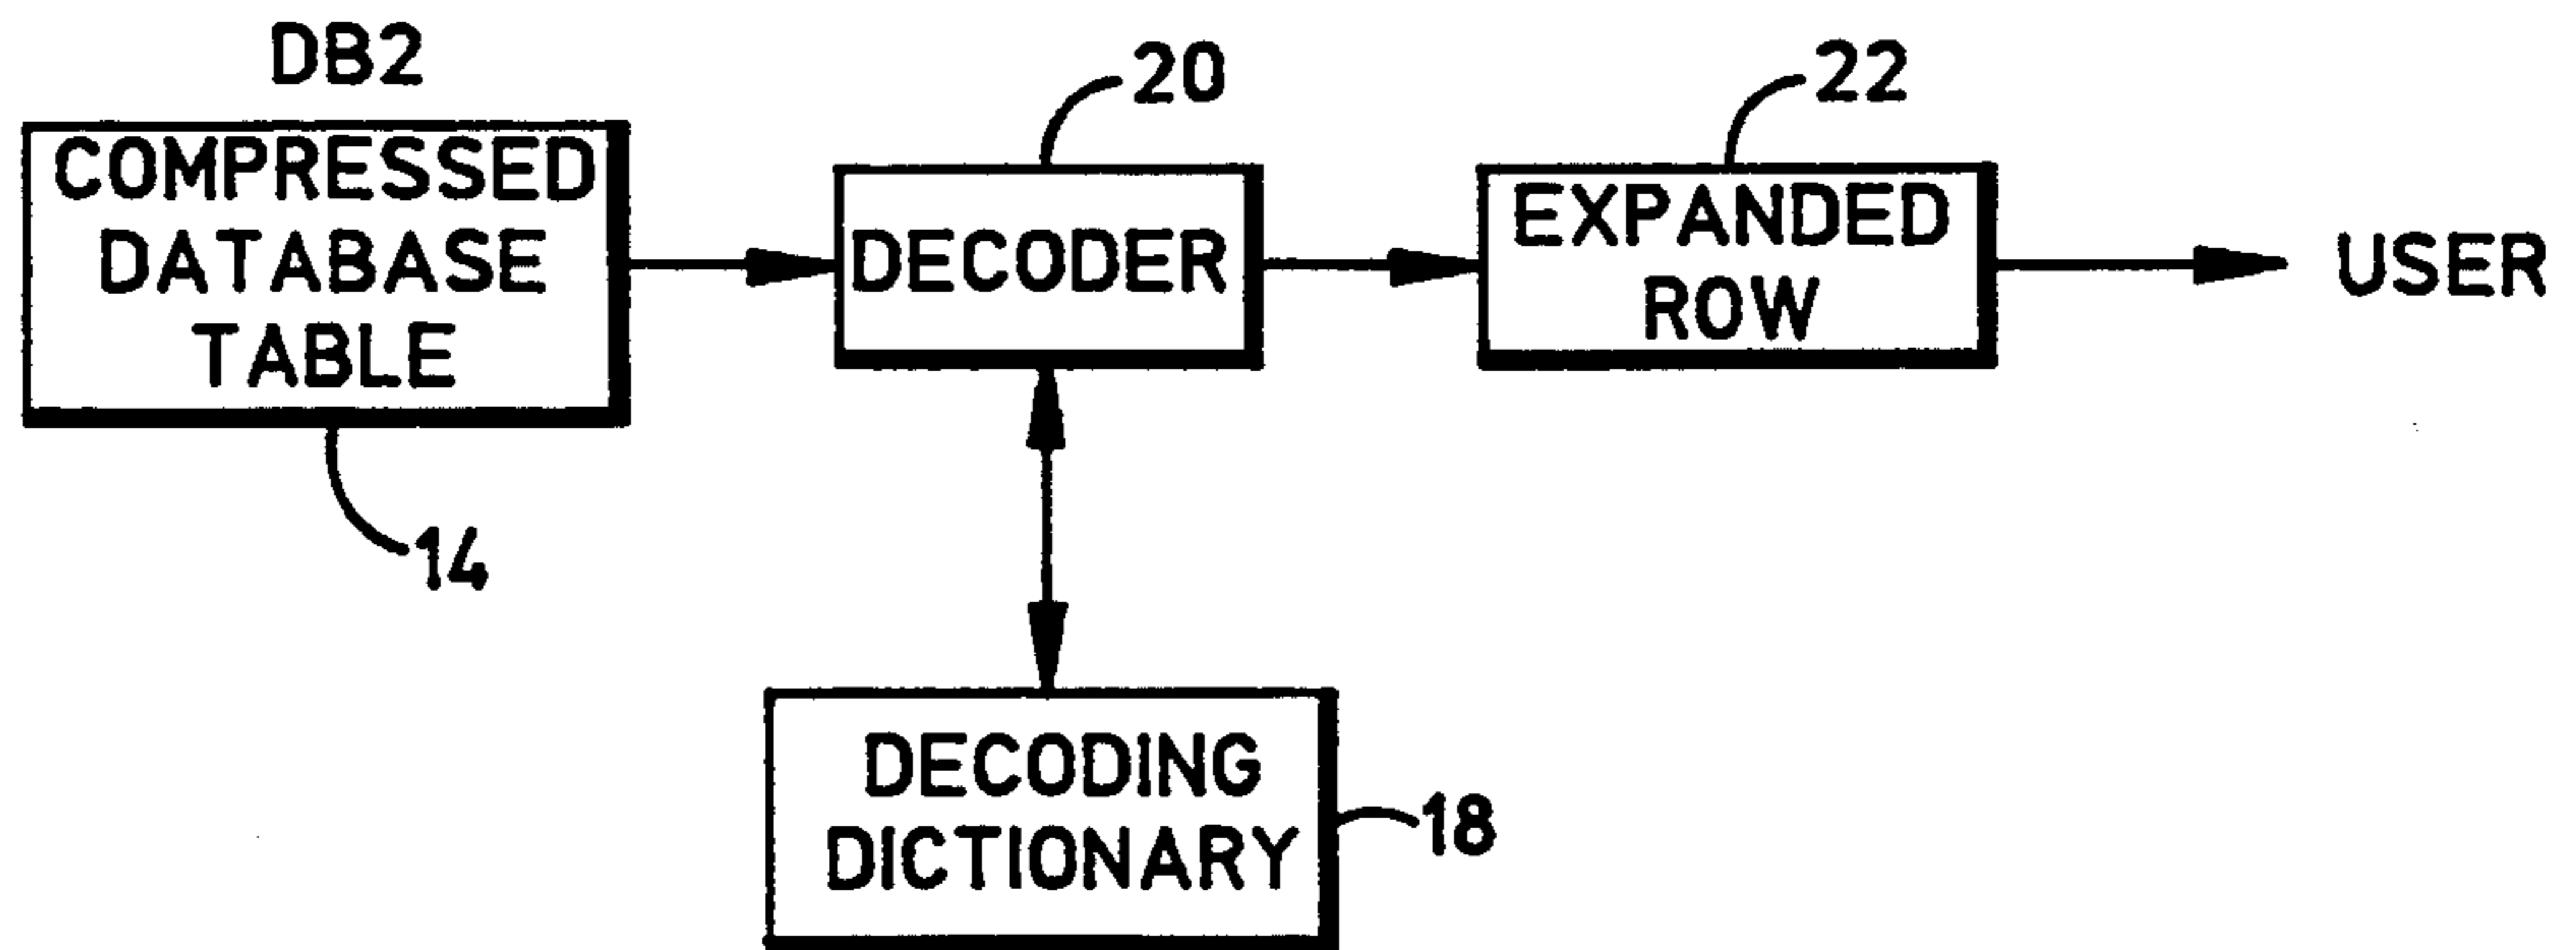 DB2
COMPRESSED
DATABASE
TABLE
14
20
DECODER
22
EXPANDED
ROW
USER
DECODING
DICTIONARY
18